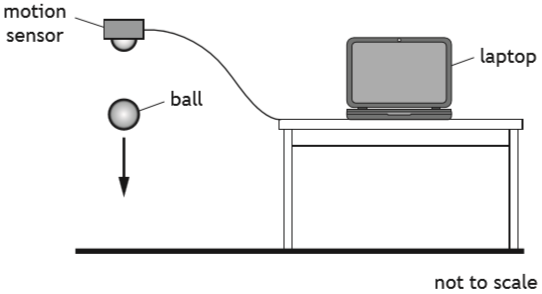 motion
sensor
laptop
ball
not to scale